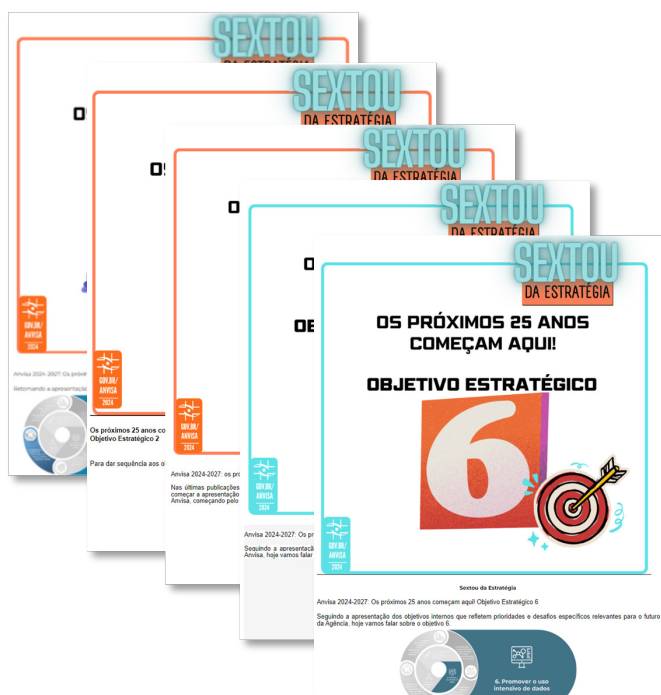 SEXTOU
DA ESTRATÉGIA
O
GOV.BR/
ANVISA
2024
Anvisa 2024-2027: Os próxim
Retomando a apresentação
SEXTOU
DA ESTRATÉGIA
OS
GOV.BR/
ANVISA
2024
Os próximos 25 anos co
Objetivo Estratégico 2
Para dar sequência aos o
SEXTOU
DA ESTRATÉGIA
O
GOV.BR/
ANVISA
2024
Anvisa 2024-2027: os pró
Nas últimas publicações
começar a apresentação
Anvisa, começando pelo
SEXTOU
DA ESTRATÉGIA
O
OB
GOV.BR/
ANVISA
2024
Anvisa 2024-2027: Os pr
Seguindo a apresentaçã
Anvisa, hoje vamos falar
SEXTOU
DA ESTRATÉGIA
OS PRÓXIMOS 25 ANOS
COMEÇAM AQUI!
OBJETIVO ESTRATÉGICO
6
GOV.BR/
ANVISA
2024
Sextou da Estratégia
Anvisa 2024-2027: Os próximos 25 anos começam aqui! Objetivo Estratégico 6
Seguindo a apresentação dos objetivos internos que refletem prioridades e desafios específicos relevantes para o futuro
da Agência, hoje vamos falar sobre o objetivo 6.
6. Promover o uso
intensivo de dados